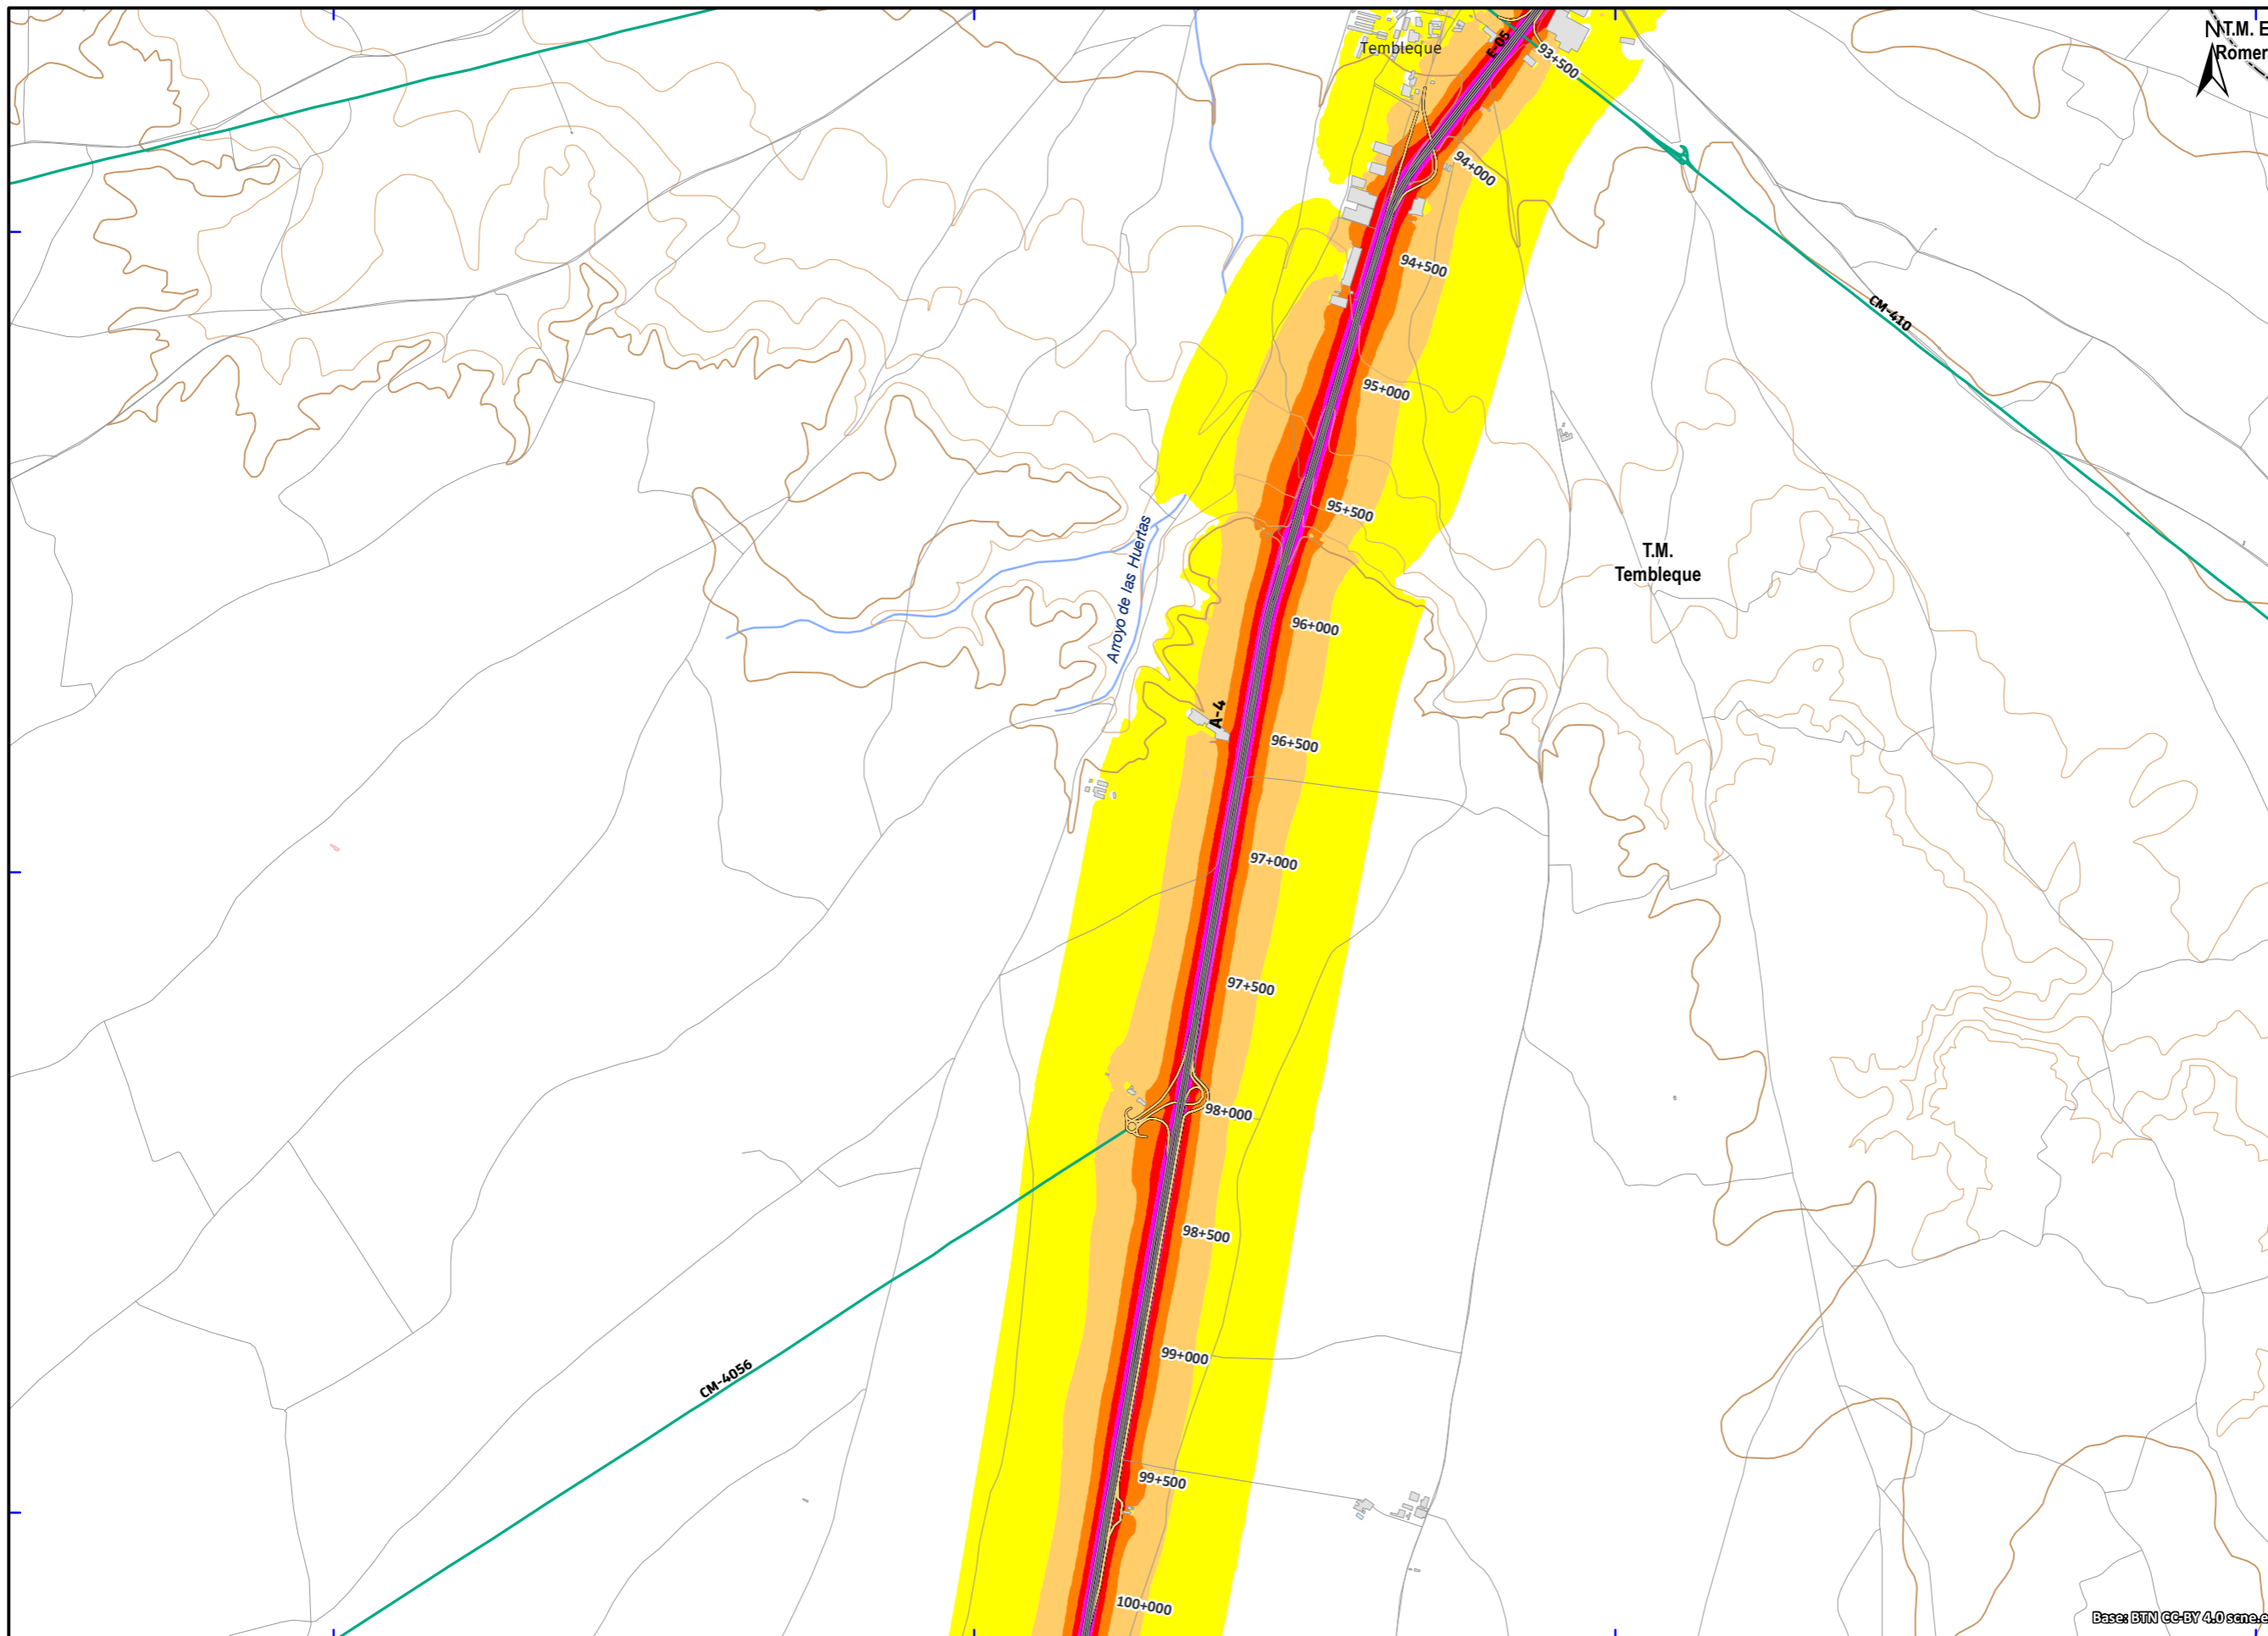 N
T.M. E
Romer
Tembleque
E-05
93+500
94+000
94+500
CM-410
95+000
95+500
Arroyo de las Huertas
T.M.
Tembleque
96+000
A-4
96+500
97+000
97+500
98+000
98+500
99+000
CM-4056
99+500
100+000
Base: BTN CC-BY 4.0 scne.e